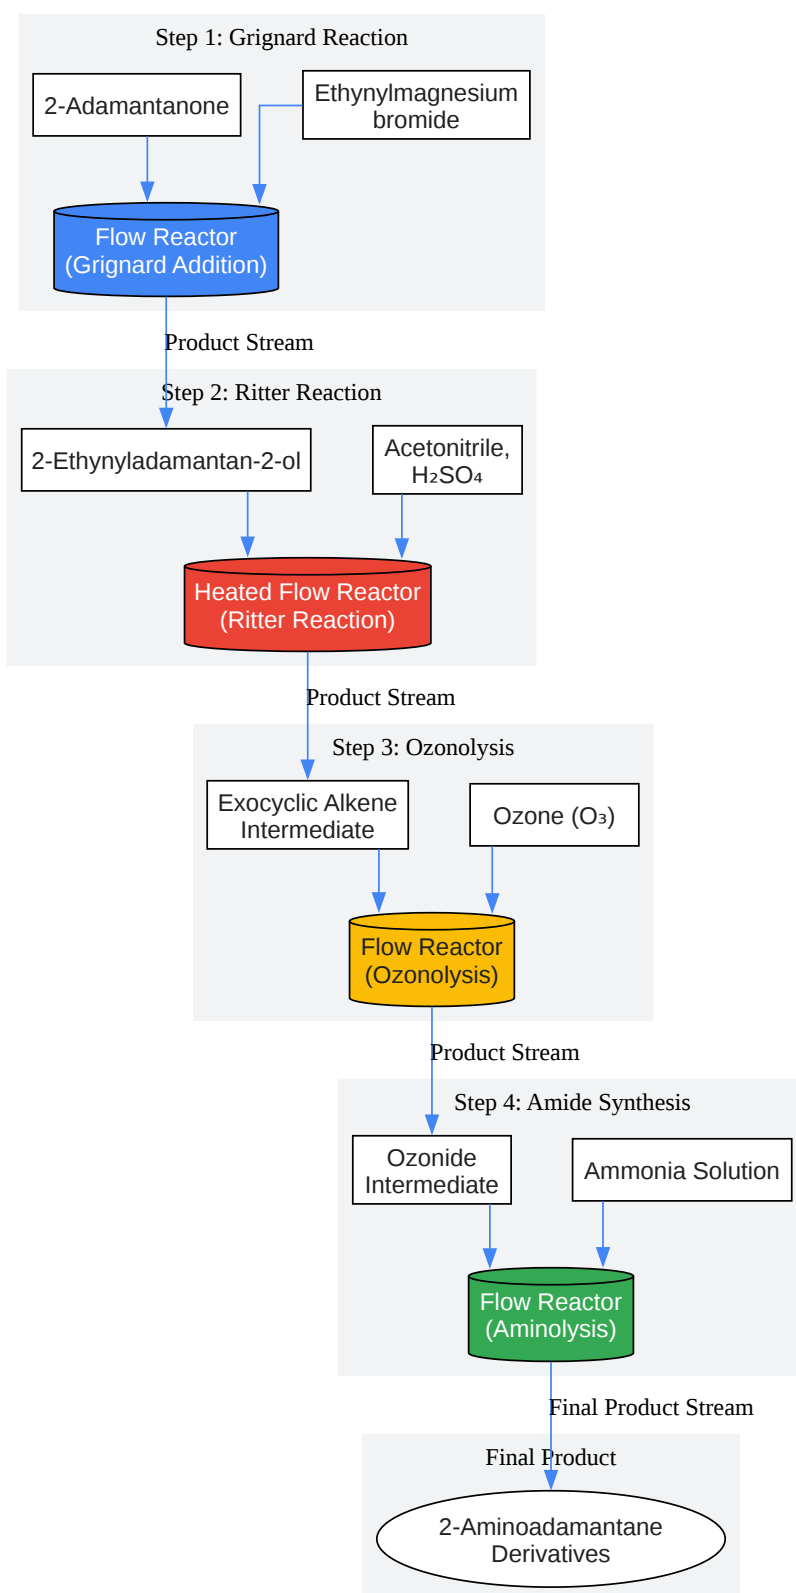 Step 1: Grignard Reaction
2-Adamantanone
Ethynylmagnesium
bromide
Flow Reactor
(Grignard Addition)
Product Stream
Step 2: Ritter Reaction
2-Ethynyladamantan-2-ol
Acetonitrile,
H₂SO₄
Heated Flow Reactor
(Ritter Reaction)
Product Stream
Step 3: Ozonolysis
Exocyclic Alkene
Intermediate
Ozone (O₃)
Flow Reactor
(Ozonolysis)
Product Stream
Step 4: Amide Synthesis
Ozonide
Intermediate
Ammonia Solution
Flow Reactor
(Aminolysis)
Final Product Stream
Final Product
2-Aminoadamantane
Derivatives